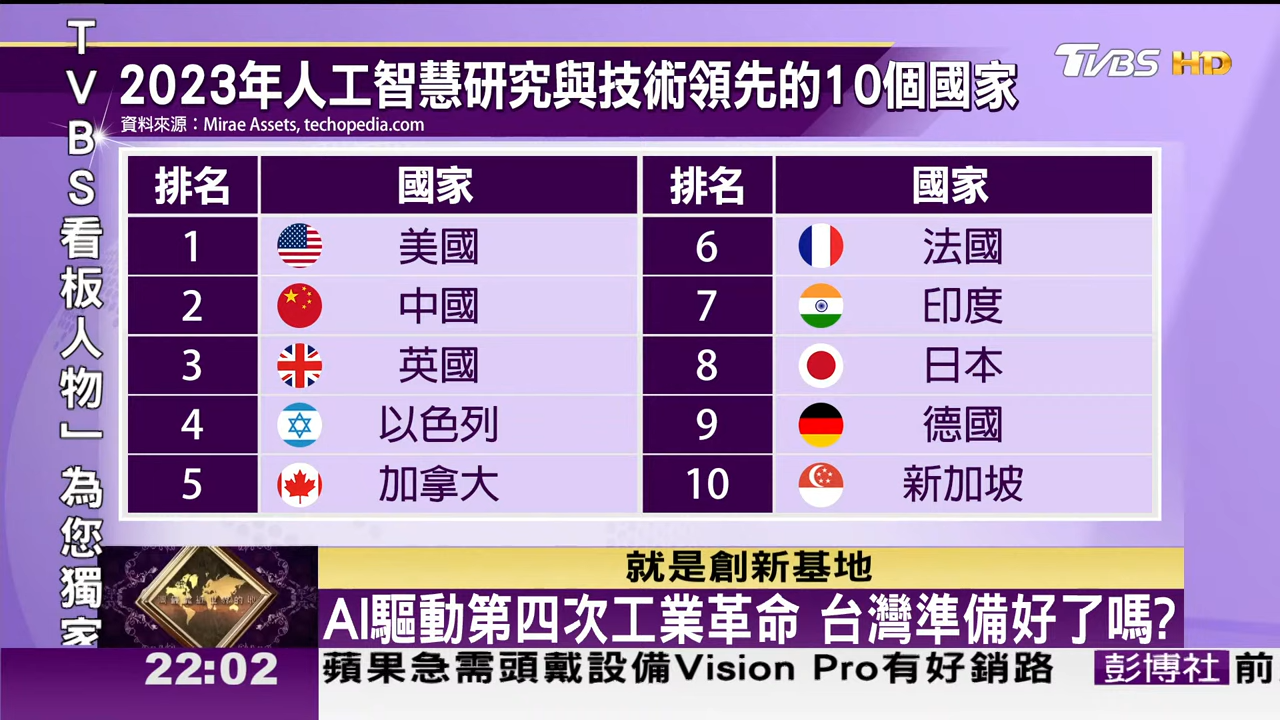 TVBS看板人物」為您獨家
TVBS HD
2023年人工智慧研究與技術領先的10個國家
資料來源：Mirae Assets, techopedia.com
排名 國家 排名 國家
1 美國 6 法國
2 中國 7 印度
3 英國 8 日本
4 以色列 9 德國
5 加拿大 10 新加坡
就是創新基地
AI驅動第四次工業革命 台灣準備好了嗎?
22:02 蘋果急需頭戴設備Vision Pro有好銷路 彭博社 前